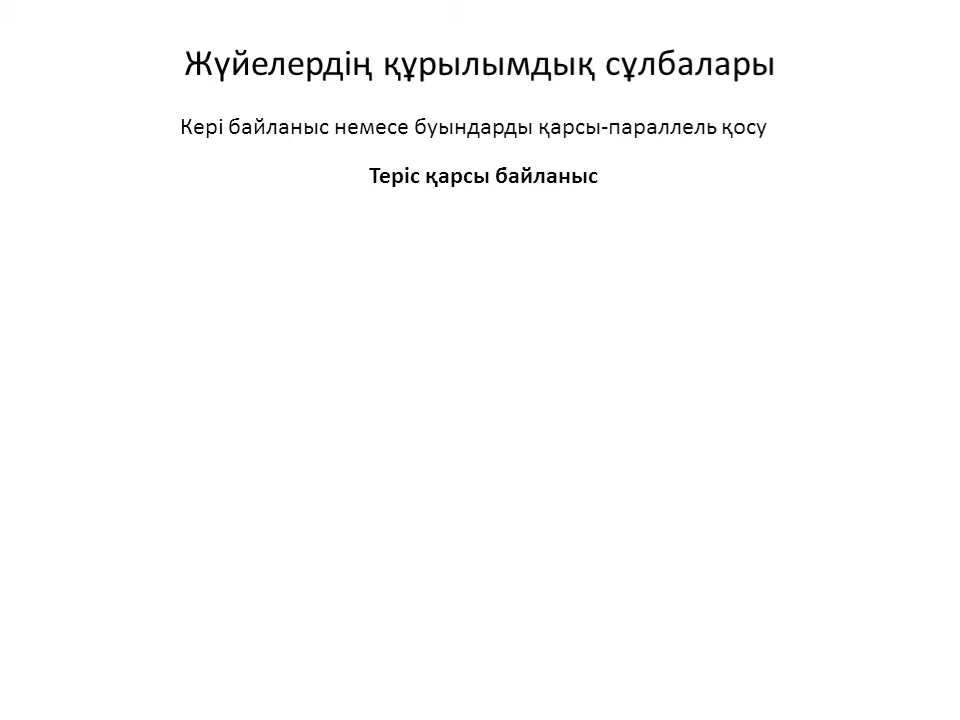 Жүйелердің құрылымдық сұлбалары
Кері байланыс немесе буындарды қарсы-параллель қосу
Теріс қарсы байланыс